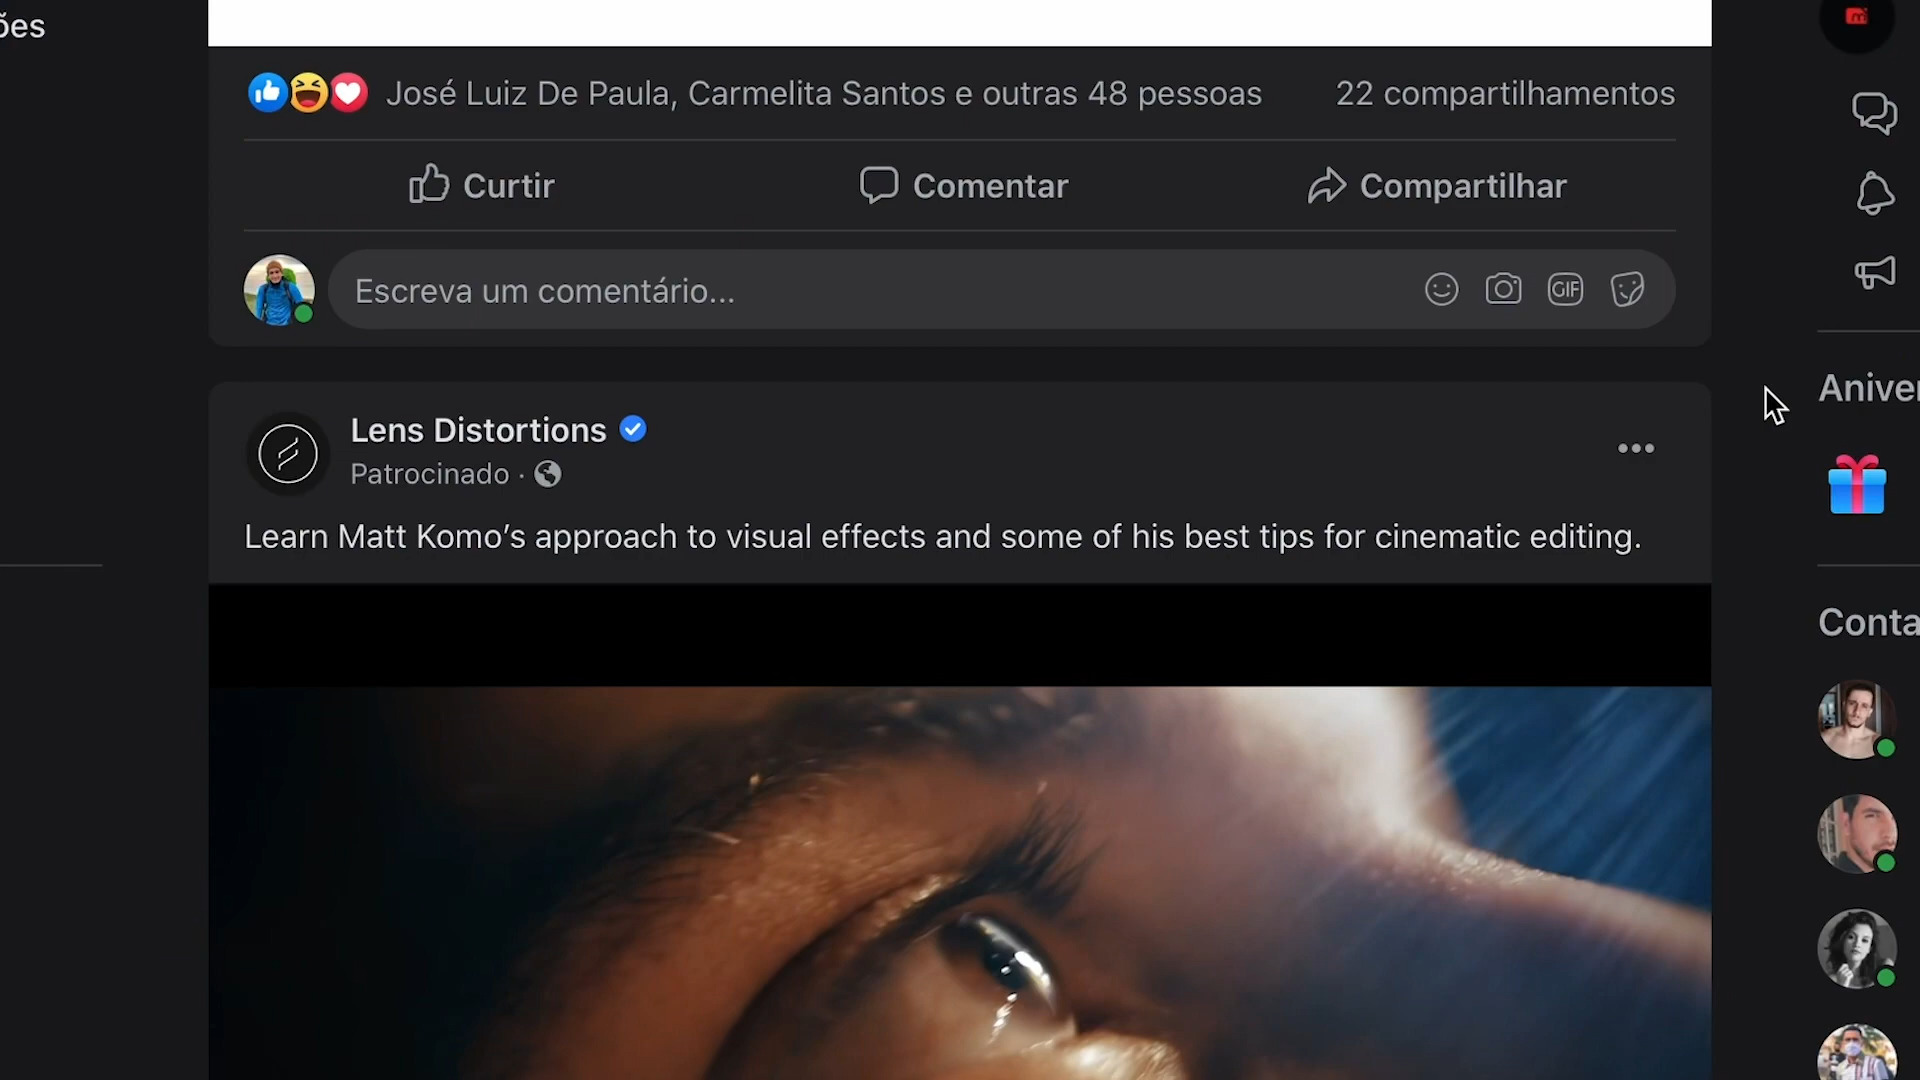 ões
José Luiz De Paula, Carmelita Santos e outras 48 pessoas
22 compartilhamentos
Curtir
Comentar
Compartilhar
Escreva um comentário...
GIF
Lens Distortions
Patrocinado ·
Learn Matt Komo’s approach to visual effects and some of his best tips for cinematic editing.
Aniver
Conta